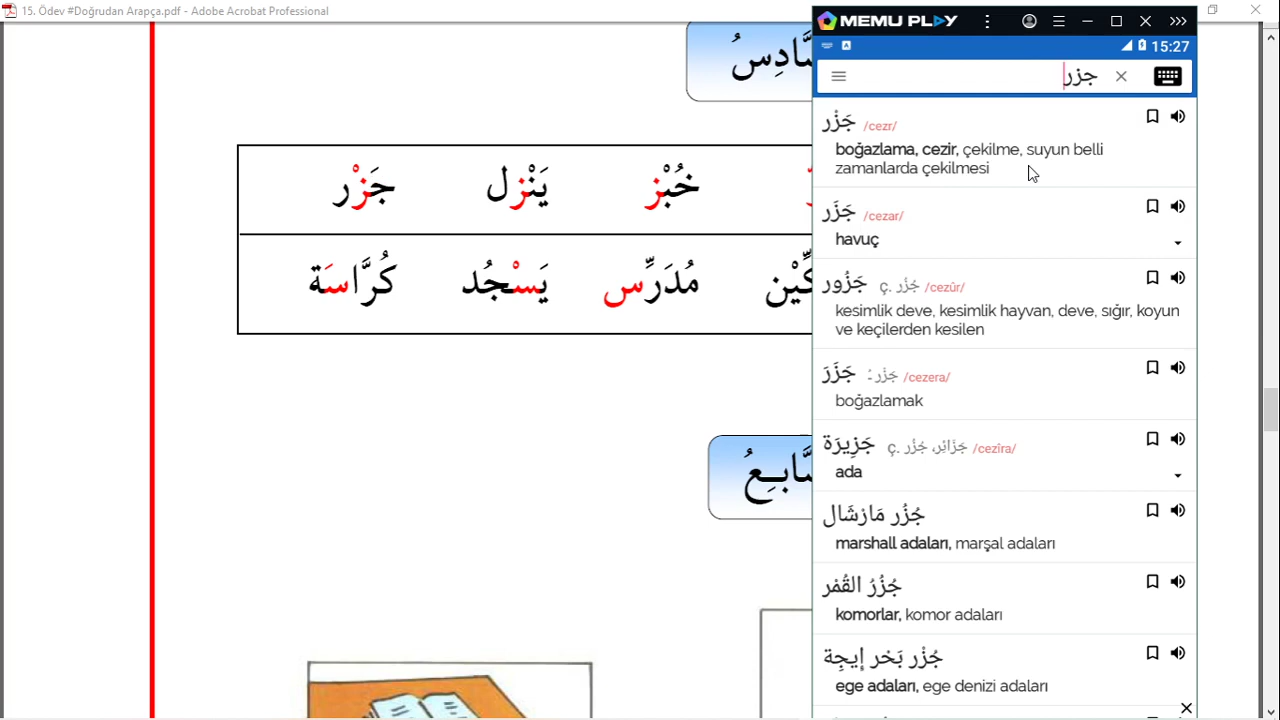 15. Ödev #Doğrudan Arapça.pdf - Adobe Acrobat Professional
MEMU PLAY
15:27
جزر
جَزْر /cezr/
boğazlama, cezir, çekilme, suyun belli
zamanlarda çekilmesi
جَزَر /cezar/
havuç
جَزُور ج. جُزُر /cezûr/
kesimlik deve, kesimlik hayvan, deve, sığır, koyun
ve keçilerden kesilen
جَزَرَ جَزْر ـُ /cezera/
boğazlamak
جَزِيرَة ج. جَزَائِر، جُزُر /cezîra/
ada
جُزُر مَارْشَال
marshall adaları, marşal adaları
جُزُرُ القُمْر
komorlar, komor adaları
جُزْر بَحْر إيجِة
ege adaları, ege denizi adaları
خُبْز يَنْزِل جَزْر
مُدَرِّس يَسْجُد كُرَّاسَة